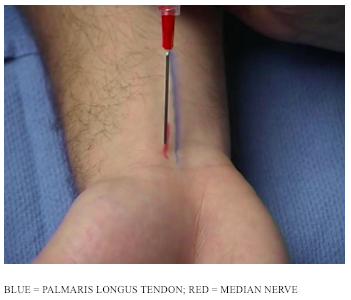 BLUE = PALMARIS LONGUS TENDON; RED = MEDIAN NERVE